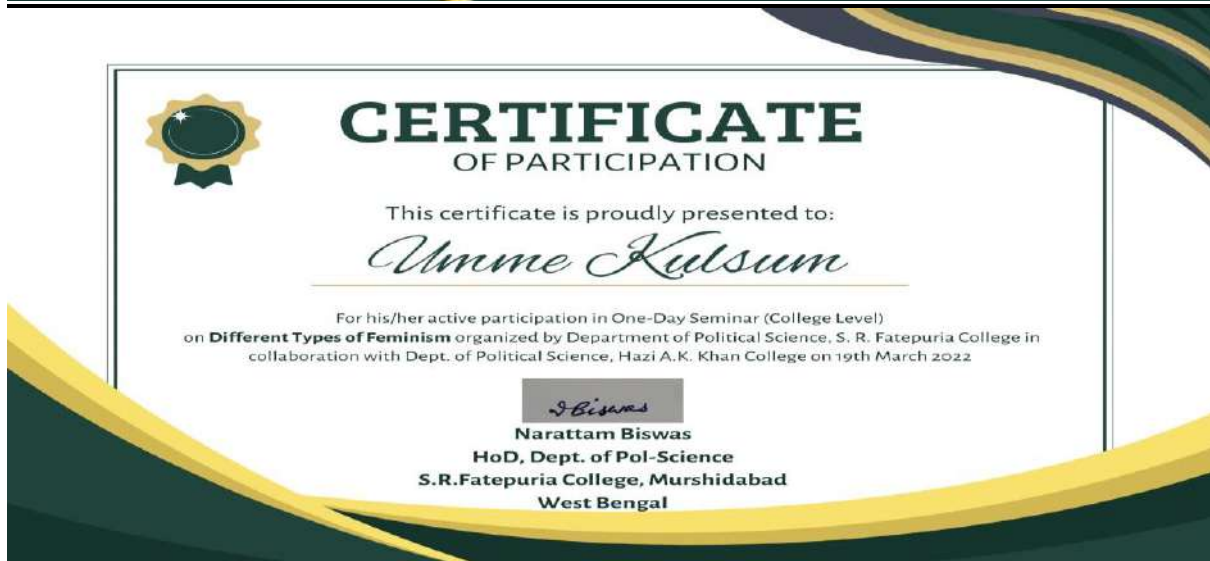 CERTIFICATE
OF PARTICIPATION
This certificate is proudly presented to:
Umme Kulsum
For his/her active participation in One-Day Seminar (College Level)
on Different Types of Feminism organized by Department of Political Science, S. R. Fatepuria College in
collaboration with Dept. of Political Science, Hazi A.K. Khan College on 19th March 2022
Biswas
Narattam Biswas
HoD, Dept. of Pol-Science
S.R.Fatepuria College, Murshidabad
West Bengal